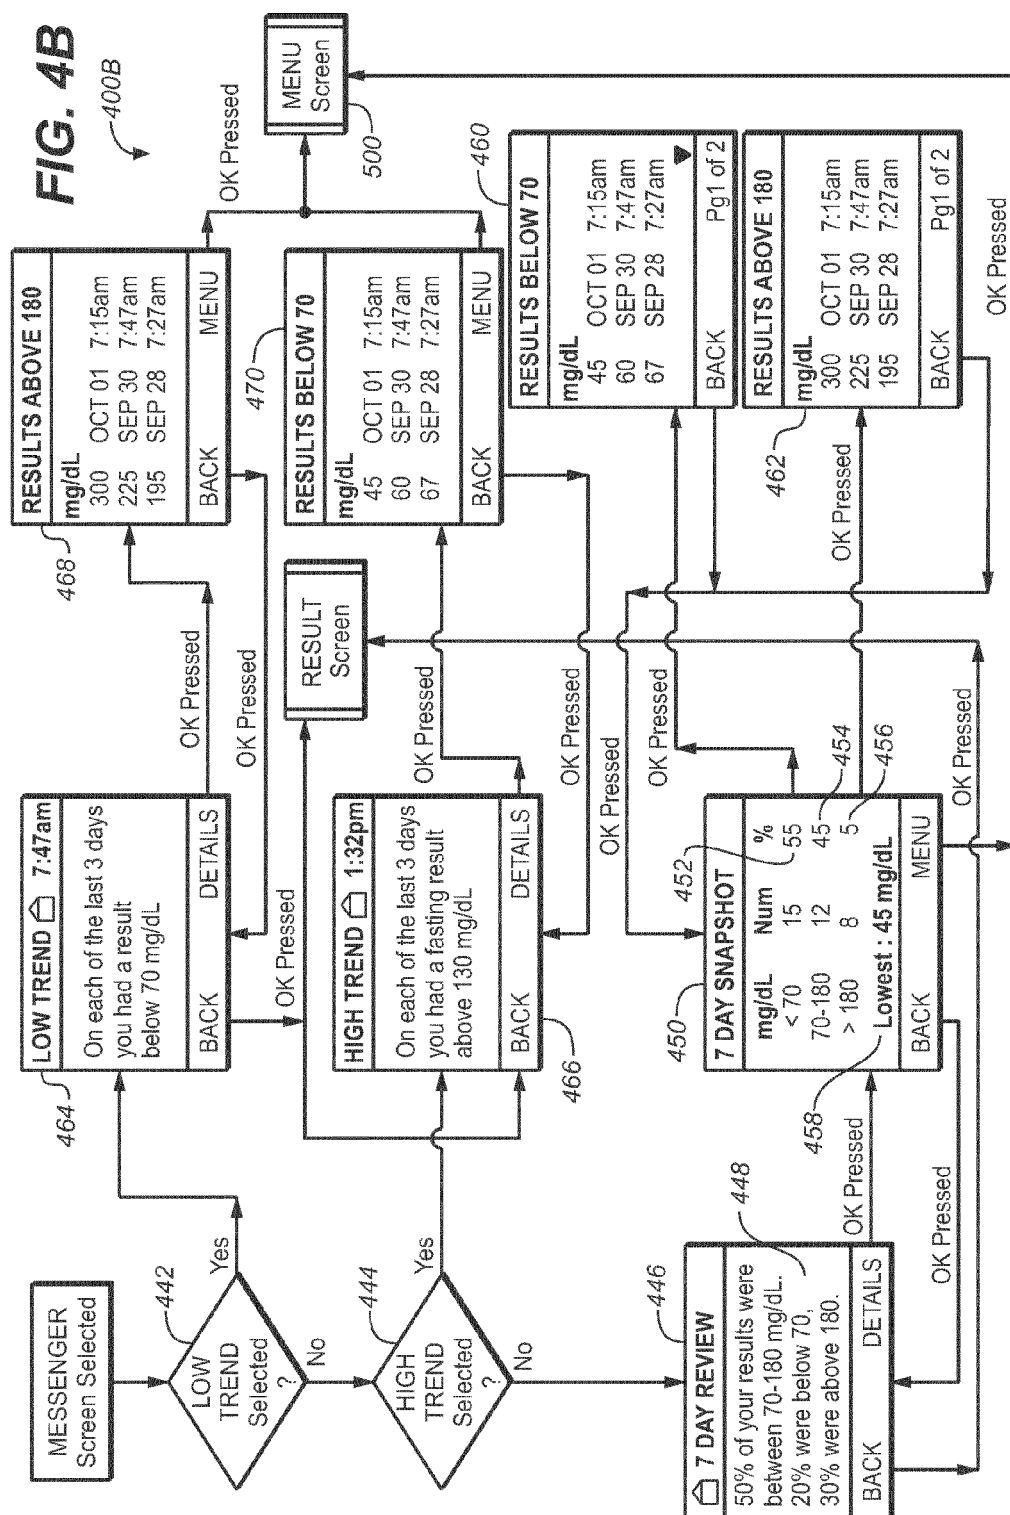 FIG. 4B
400B
MESSENGER
Screen Selected
442
LOW
TREND
Selected
?
Yes
No
444
HIGH
TREND
Selected
?
Yes
No
446
7 DAY REVIEW
50% of your results were
between 70-180 mg/dL.
20% were below 70,
30% were above 180.
BACK DETAILS
448
OK Pressed
OK Pressed
464
LOW TREND 7:47am
On each of the last 3 days
you had a result
below 70 mg/dL
BACK DETAILS
OK Pressed
OK Pressed
OK Pressed
HIGH TREND 1:32pm
On each of the last 3 days
you had a fasting result
above 130 mg/dL
BACK DETAILS
466
OK Pressed
OK Pressed
450
7 DAY SNAPSHOT
mg/dL Num %
< 70 15 55
70-180 12 45
> 180 8 5
Lowest : 45 mg/dL
BACK MENU
452
454
456
458
OK Pressed
OK Pressed
OK Pressed
OK Pressed
RESULT
Screen
468
RESULTS ABOVE 180
mg/dL
300 OCT 01 7:15am
225 SEP 30 7:47am
195 SEP 28 7:27am
BACK MENU
OK Pressed
470
RESULTS BELOW 70
mg/dL
45 OCT 01 7:15am
60 SEP 30 7:47am
67 SEP 28 7:27am
BACK MENU
MENU
Screen
500
460
RESULTS BELOW 70
mg/dL
45 OCT 01 7:15am
60 SEP 30 7:47am
67 SEP 28 7:27am
BACK Pg1 of 2
462
RESULTS ABOVE 180
mg/dL
300 OCT 01 7:15am
225 SEP 30 7:47am
195 SEP 28 7:27am
BACK Pg1 of 2
OK Pressed